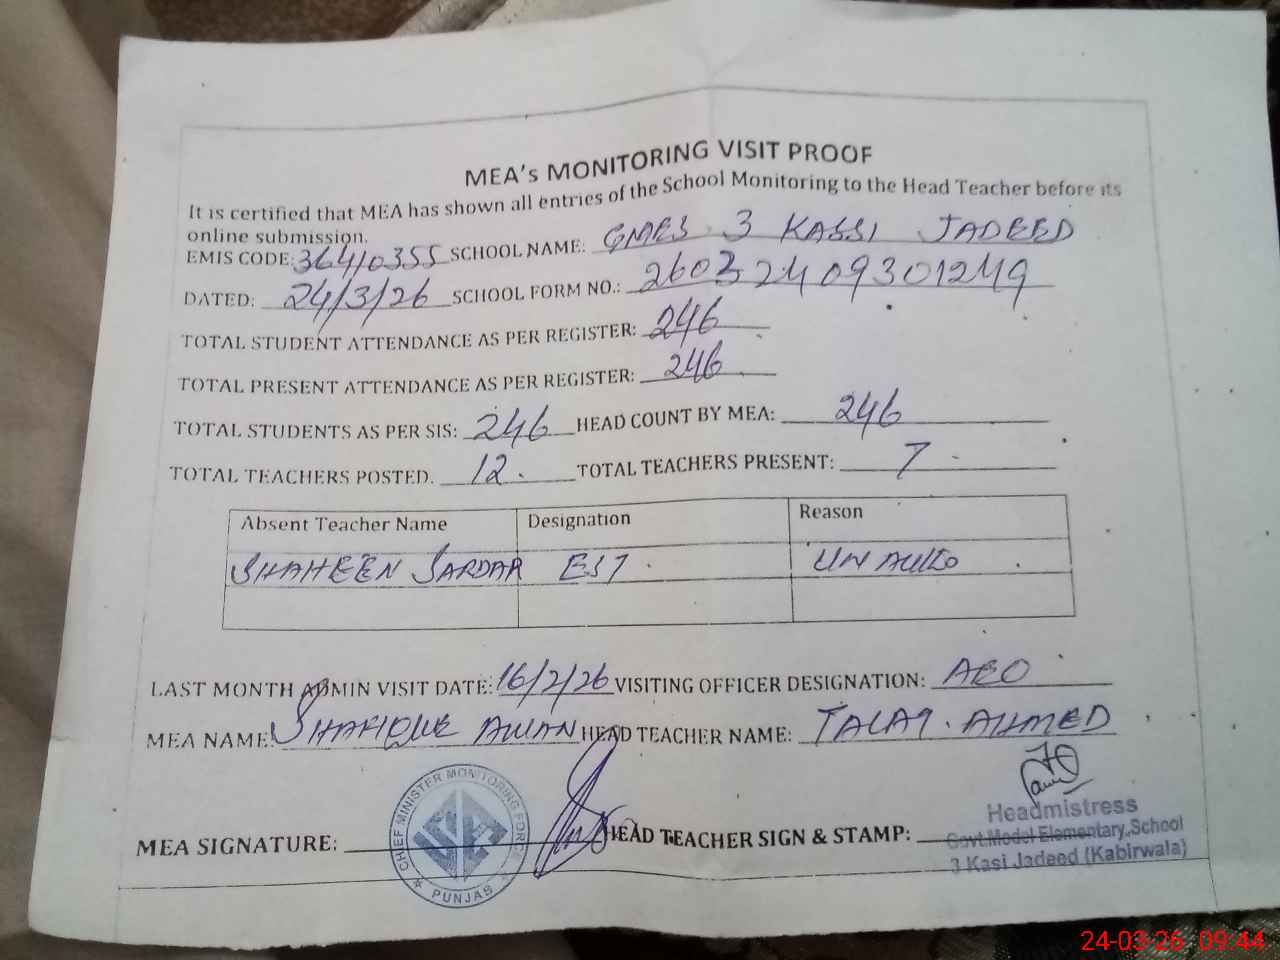 MEA's MONITORING VISIT PROOF
It is certified that MEA has shown all entries of the School Monitoring to the Head Teacher before its
online submission.
EMIS CODE: 36410355 SCHOOL NAME: GMES 3 KASSI JADEED
DATED: 24/3/26 SCHOOL FORM NO.: 26032409301249
TOTAL STUDENT ATTENDANCE AS PER REGISTER: 246
TOTAL PRESENT ATTENDANCE AS PER REGISTER: 246
TOTAL STUDENTS AS PER SIS: 246 HEAD COUNT BY MEA: 246
TOTAL TEACHERS POSTED. 12. TOTAL TEACHERS PRESENT: 7
Absent Teacher Name Designation Reason
SHAHEEN SARDAR EST UN
LAST MONTH ADMIN VISIT DATE: 16/2/26 VISITING OFFICER DESIGNATION: AEO
MEA NAME: SHAFIQUE AWAN HEAD TEACHER NAME: TALAT AHMED
MEA SIGNATURE: HEAD TEACHER SIGN & STAMP:
CHIEF MINISTER MONITORING FORCE
PUNJAB
Headmistress
Govt.Model Elementary,School
3 Kasi Jadeed (Kabirwala)
24-03-26 09:44